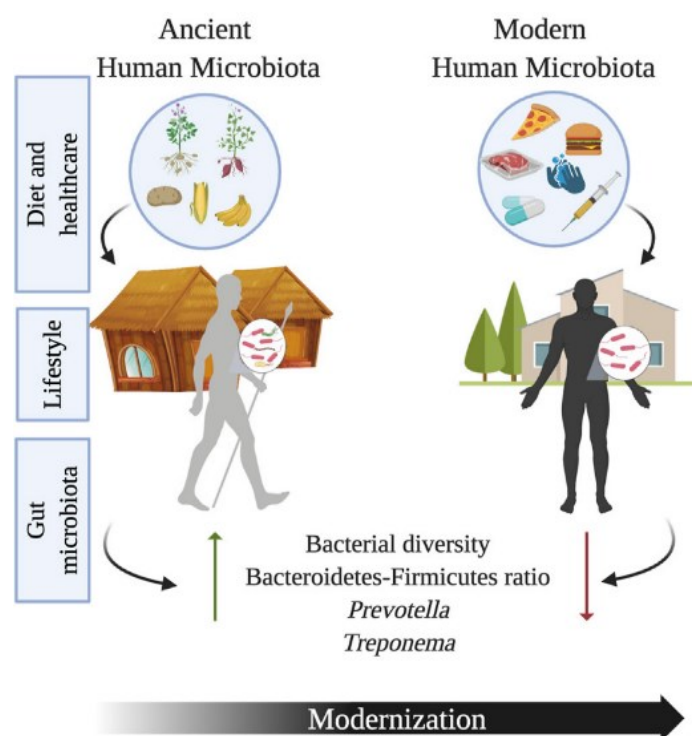 Ancient
Human Microbiota
Modern
Human Microbiota
Diet and
healthcare
Lifestyle
Gut
microbiota
Bacterial diversity
Bacteroidetes-Firmicutes ratio
Prevotella
Treponema
Modernization